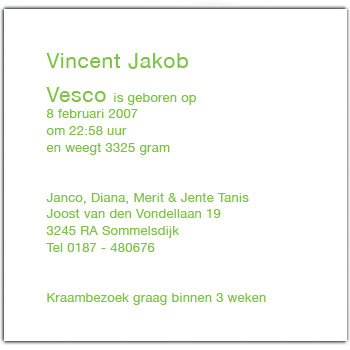 Vincent Jakob
Vesco is geboren op
8 februari 2007
om 22:58 uur
en weegt 3325 gram
Janco, Diana, Merit & Jente Tanis
Joost van den Vondellaan 19
3245 RA Sommelsdijk
Tel 0187 - 480676
Kraambezoek graag binnen 3 weken